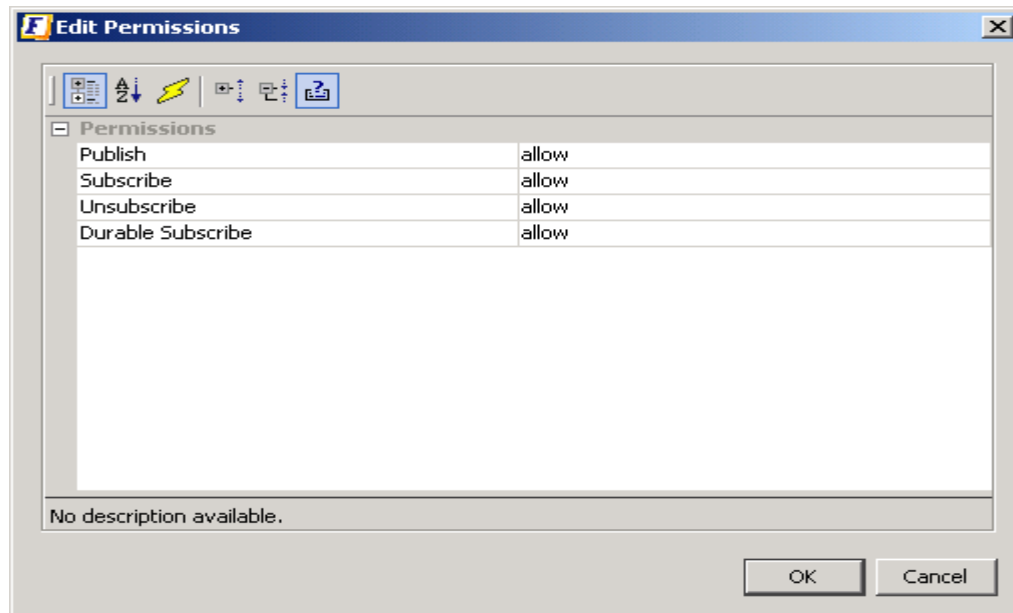 Edit Permissions
Permissions
Publish allow
Subscribe allow
Unsubscribe allow
Durable Subscribe allow
No description available.
OK Cancel